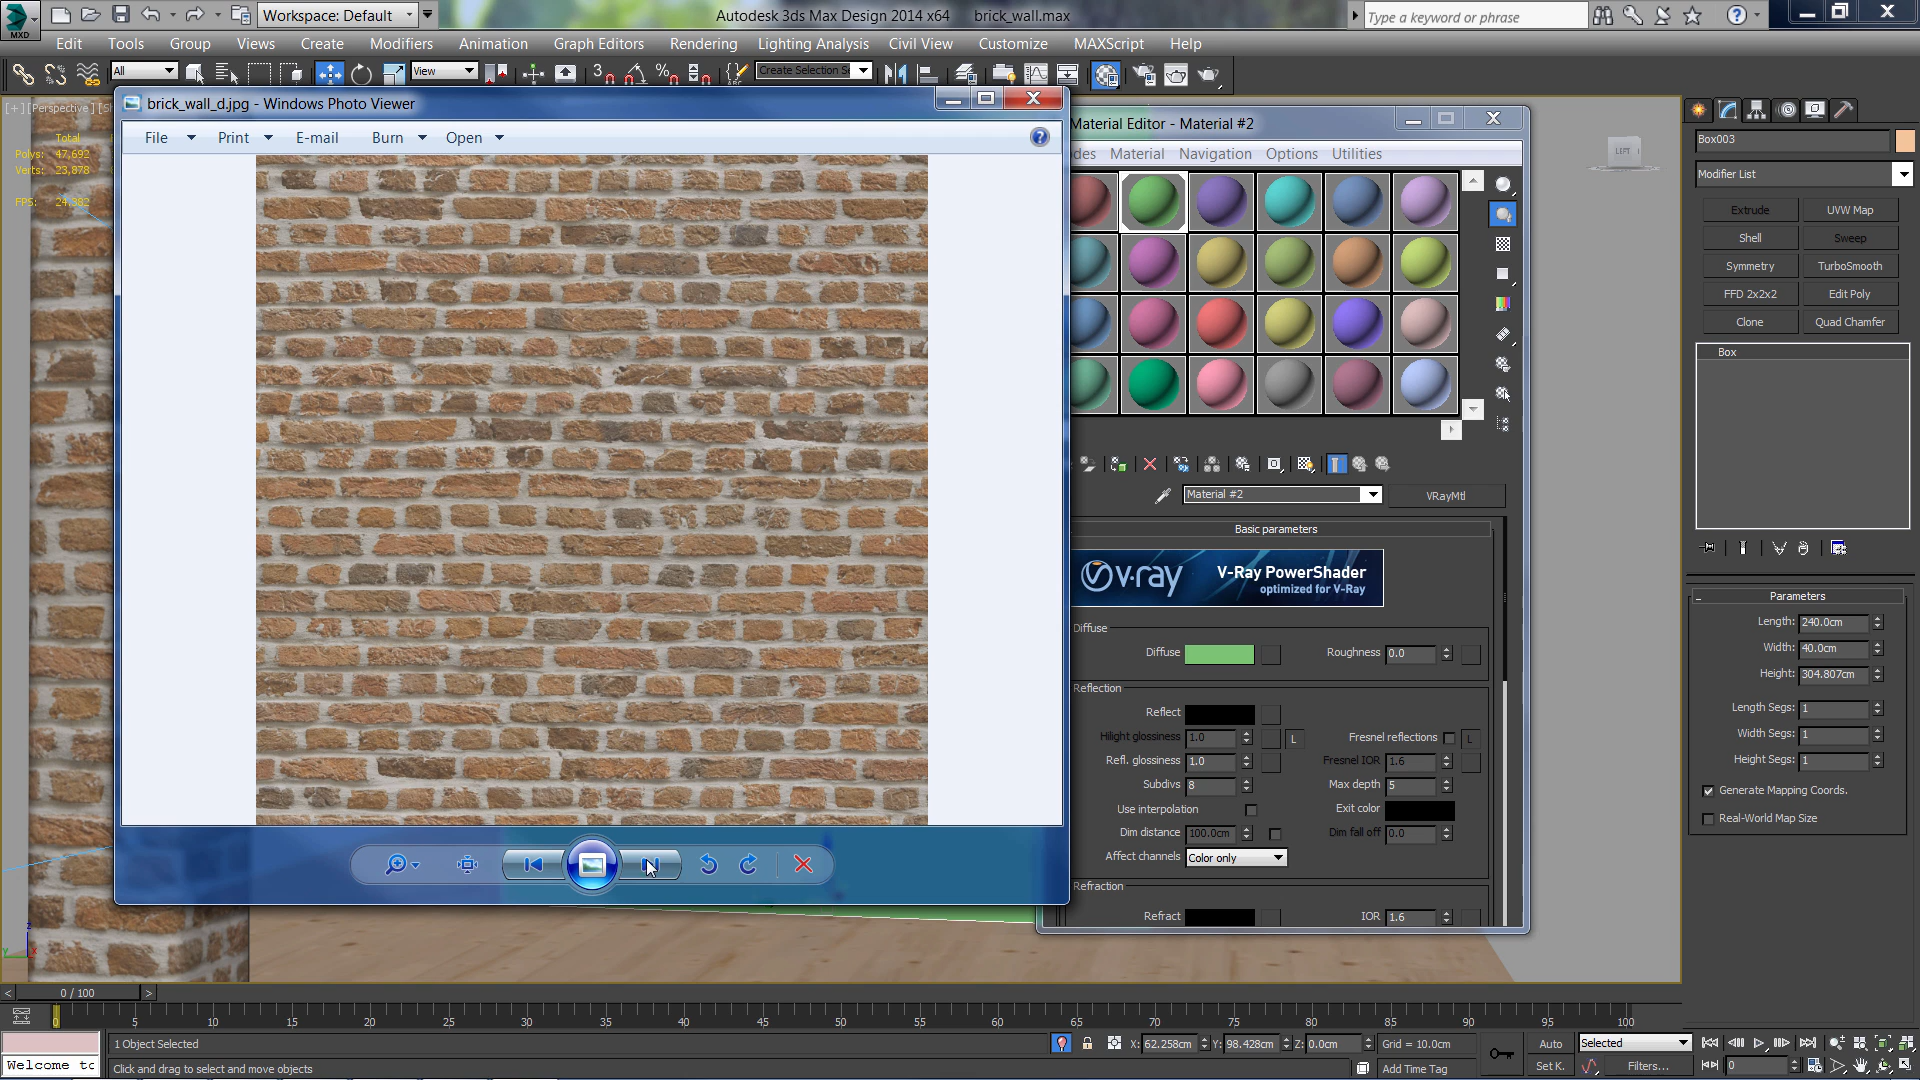 Workspace: Default
Autodesk 3ds Max Design 2014 x64 brick_wall.max
Type a keyword or phrase
MXD
Edit Tools Group Views Create Modifiers Animation Graph Editors Rendering Lighting Analysis Civil View Customize MAXScript Help
All View Create Selection Se
[+][Perspective]
Total
Polys: 47,692
Verts: 23,878
FPS: 24.382
brick_wall_d.jpg - Windows Photo Viewer
File Print E-mail Burn Open
Material Editor - Material #2
des Material Navigation Options Utilities
Material #2 VRayMtl
Basic parameters
v·ray V-Ray PowerShader
optimized for V-Ray
Diffuse
Diffuse Roughness 0.0
Reflection
Reflect
Hilight glossiness 1.0 L Fresnel reflections L
Refl. glossiness 1.0 Fresnel IOR 1.6
Subdivs 8 Max depth 5
Use interpolation Exit color
Dim distance 100.0cm Dim fall off 0.0
Affect channels Color only
Refraction
Refract IOR 1.6
LEFT
Box003
Modifier List
Extrude UVW Map
Shell Sweep
Symmetry TurboSmooth
FFD 2x2x2 Edit Poly
Clone Quad Chamfer
Box
Parameters
Length: 240.0cm
Width: 40.0cm
Height: 304.807cm
Length Segs: 1
Width Segs: 1
Height Segs: 1
Generate Mapping Coords.
Real-World Map Size
z
y x
< 0 / 100 >
0 5 10 15 20 25 30 35 40 45 50 55 60 65 70 75 80 85 90 95 100
1 Object Selected X: 62.258cm Y: 98.428cm Z: 0.0cm Grid = 10.0cm Auto Selected
Welcome tc Click and drag to select and move objects Add Time Tag Set K. Filters... 0